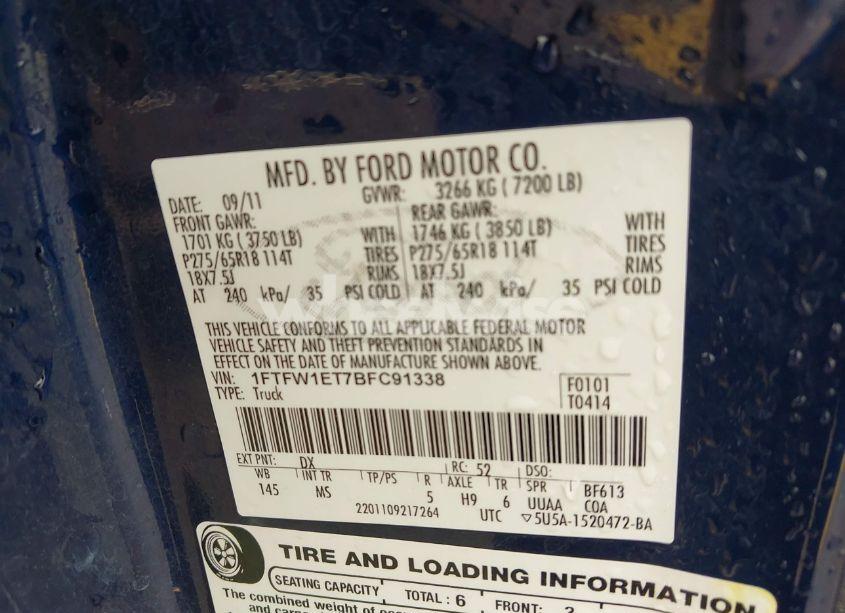 MFD. BY FORD MOTOR CO.
DATE: 09/11 GVWR: 3266 KG ( 7200 LB)
FRONT GAWR: REAR GAWR:
1701 KG ( 3750 LB) WITH 1746 KG ( 3850 LB) WITH
P275/65R18 114T TIRES P275/65R18 114T TIRES
18X7.5J RIMS 18X7.5J RIMS
AT 240 kPa/ 35 PSI COLD AT 240 kPa/ 35 PSI COLD
THIS VEHICLE CONFORMS TO ALL APPLICABLE FEDERAL MOTOR
VEHICLE SAFETY AND THEFT PREVENTION STANDARDS IN
EFFECT ON THE DATE OF MANUFACTURE SHOWN ABOVE.
VIN: 1FTFW1ET7BFC91338 F0101
TYPE: Truck T0414
EXT PNT: DX RC: 52 DSO:
WB INT TR TP/PS R AXLE TR SPR BF613
145 MS 5 H9 6 UUAA COA
2201109217264 UTC ▽5U5A-1520472-BA
TIRE AND LOADING INFORMATION
SEATING CAPACITY TOTAL : 6 FRONT: 3
The combined weight of